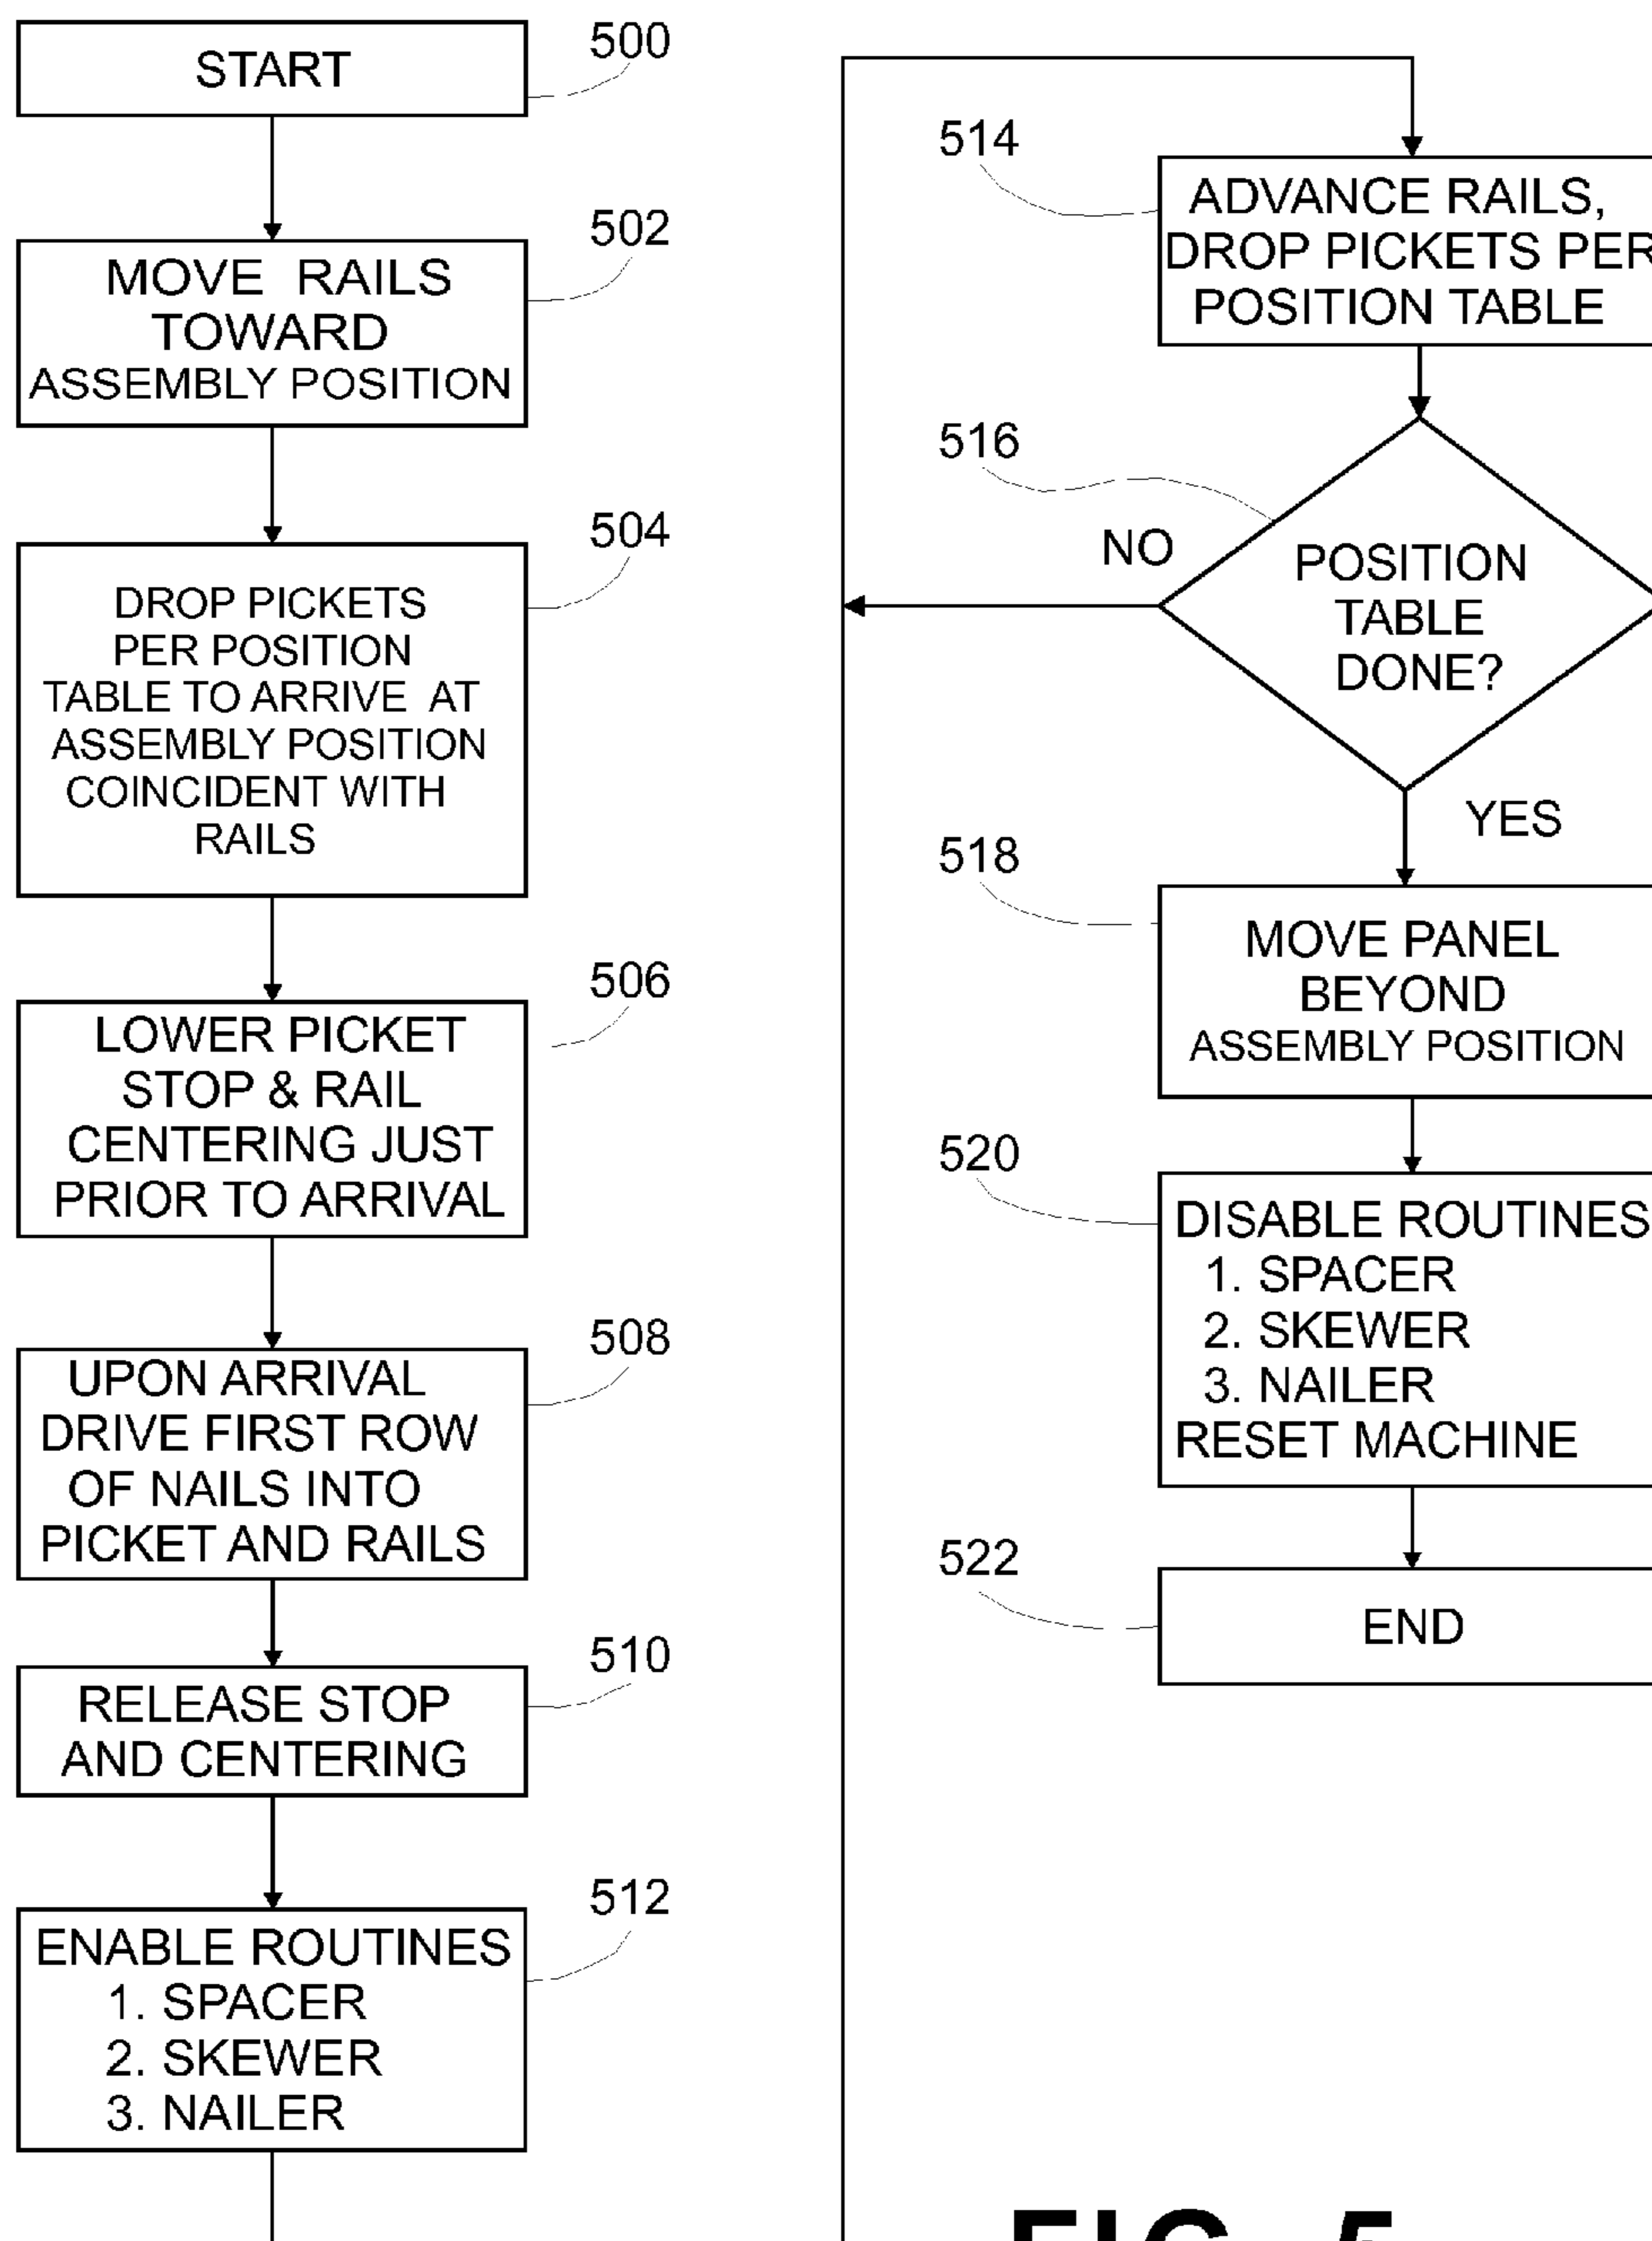 START
500
MOVE RAILS
TOWARD
ASSEMBLY POSITION
502
DROP PICKETS
PER POSITION
TABLE TO ARRIVE AT
ASSEMBLY POSITION
COINCIDENT WITH
RAILS
504
LOWER PICKET
STOP & RAIL
CENTERING JUST
PRIOR TO ARRIVAL
506
UPON ARRIVAL
DRIVE FIRST ROW
OF NAILS INTO
PICKET AND RAILS
508
RELEASE STOP
AND CENTERING
510
ENABLE ROUTINES
1. SPACER
2. SKEWER
3. NAILER
512
514
ADVANCE RAILS,
DROP PICKETS PER
POSITION TABLE
516
NO
POSITION
TABLE
DONE?
YES
518
MOVE PANEL
BEYOND
ASSEMBLY POSITION
520
DISABLE ROUTINES
1. SPACER
2. SKEWER
3. NAILER
RESET MACHINE
522
END
FIG. 5